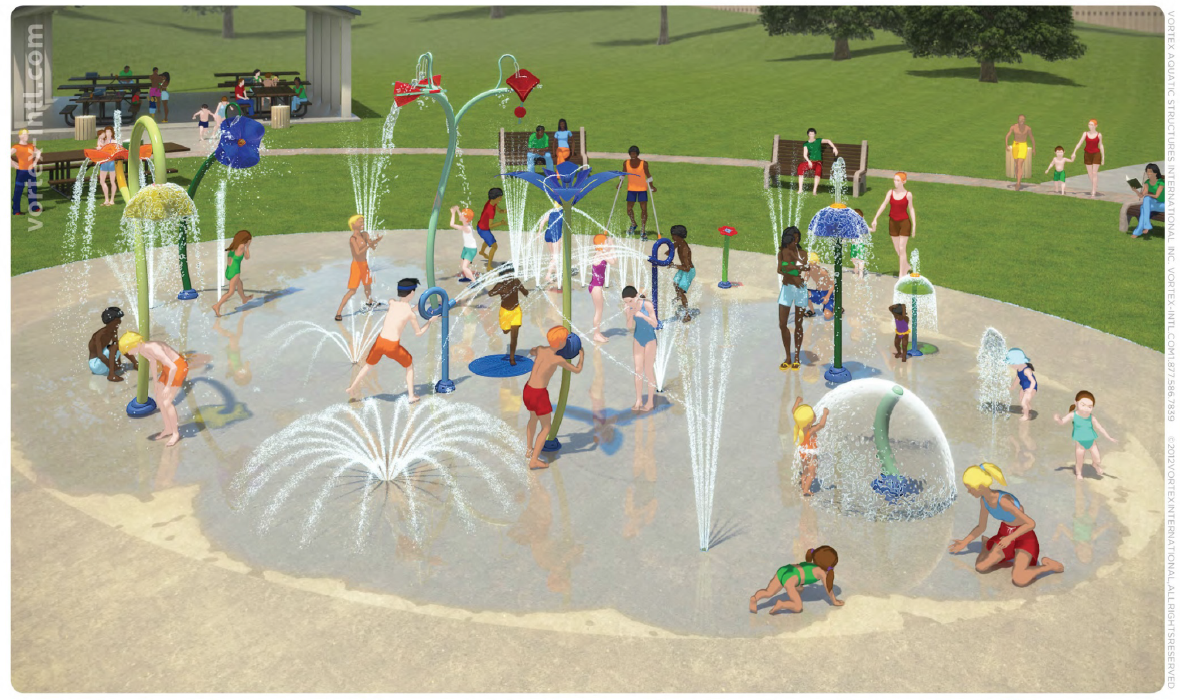 vortex-intl.com
VORTEX AQUATIC STRUCTURES INTERNATIONAL INC. VORTEX-INTL.COM 1.877.586.7839 ©2012 VORTEX INTERNATIONAL, ALL RIGHTS RESERVED